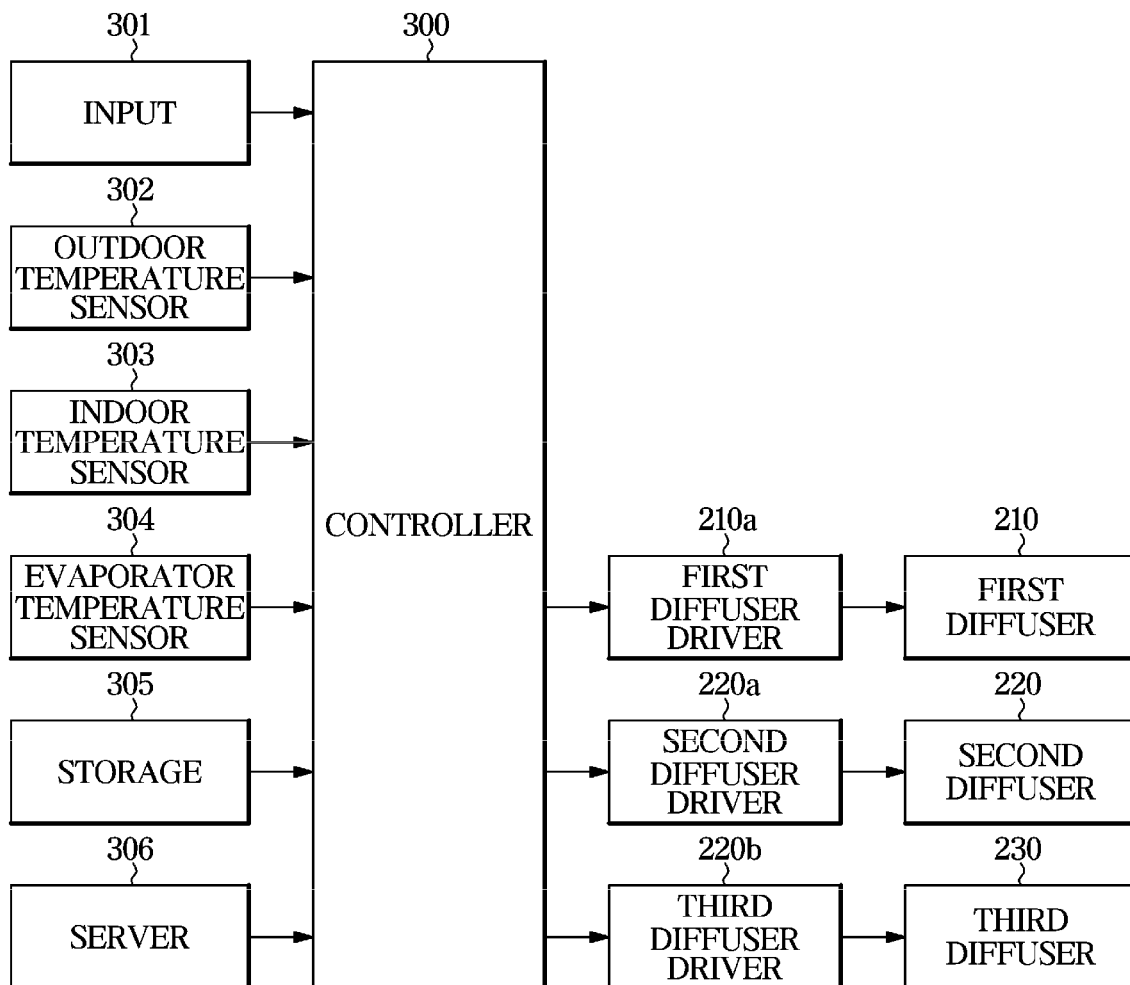 301
300
INPUT
302
OUTDOOR
TEMPERATURE
SENSOR
303
INDOOR
TEMPERATURE
SENSOR
304
EVAPORATOR
TEMPERATURE
SENSOR
305
STORAGE
306
SERVER
CONTROLLER
210a
210
FIRST
DIFFUSER
DRIVER
FIRST
DIFFUSER
220a
220
SECOND
DIFFUSER
DRIVER
SECOND
DIFFUSER
220b
230
THIRD
DIFFUSER
DRIVER
THIRD
DIFFUSER